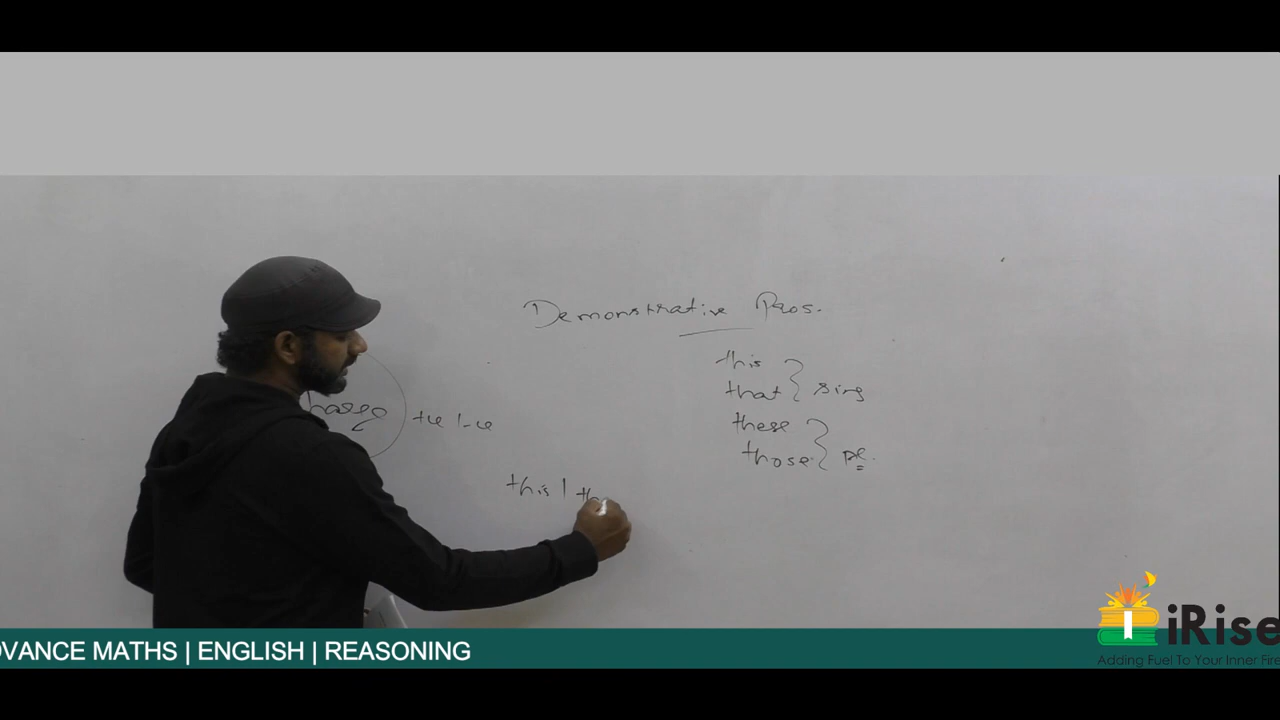 Demonstrative Pros.
this
that } sing
these
those } pl.
this | th
OVANCE MATHS | ENGLISH | REASONING
iRise
Adding Fuel To Your Inner Fire